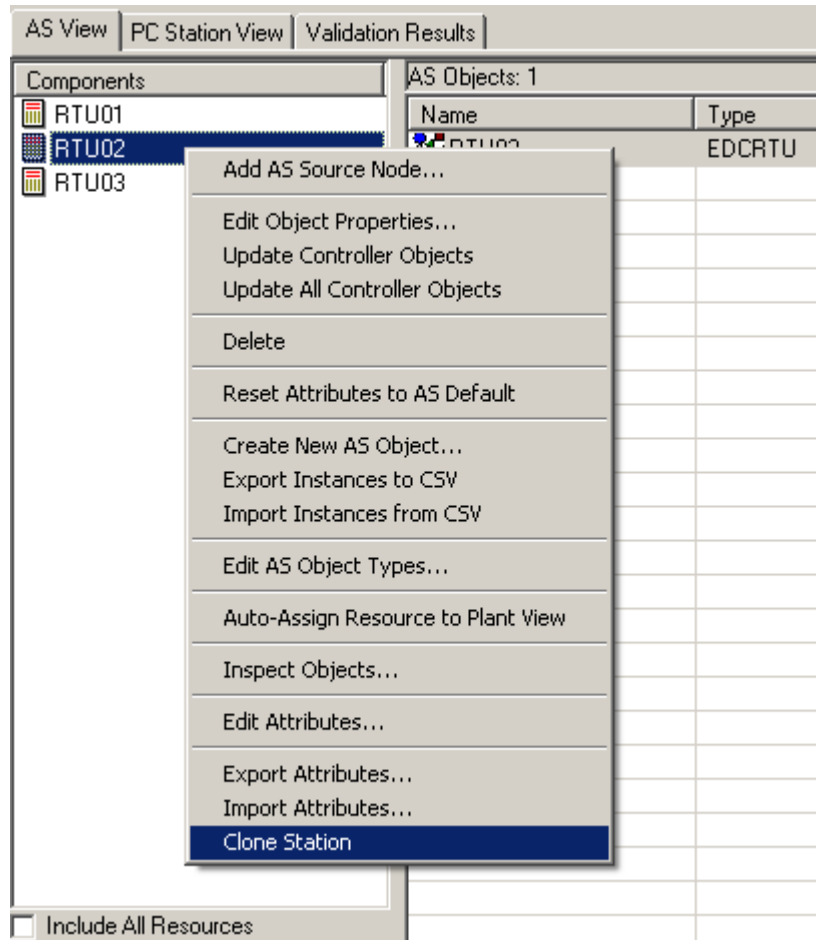 AS View PC Station View Validation Results
Components AS Objects: 1
Name Type
RTU01
RTU02 EDCRTU
RTU03
Add AS Source Node...
Edit Object Properties...
Update Controller Objects
Update All Controller Objects
Delete
Reset Attributes to AS Default
Create New AS Object...
Export Instances to CSV
Import Instances from CSV
Edit AS Object Types...
Auto-Assign Resource to Plant View
Inspect Objects...
Edit Attributes...
Export Attributes...
Import Attributes...
Clone Station
Include All Resources